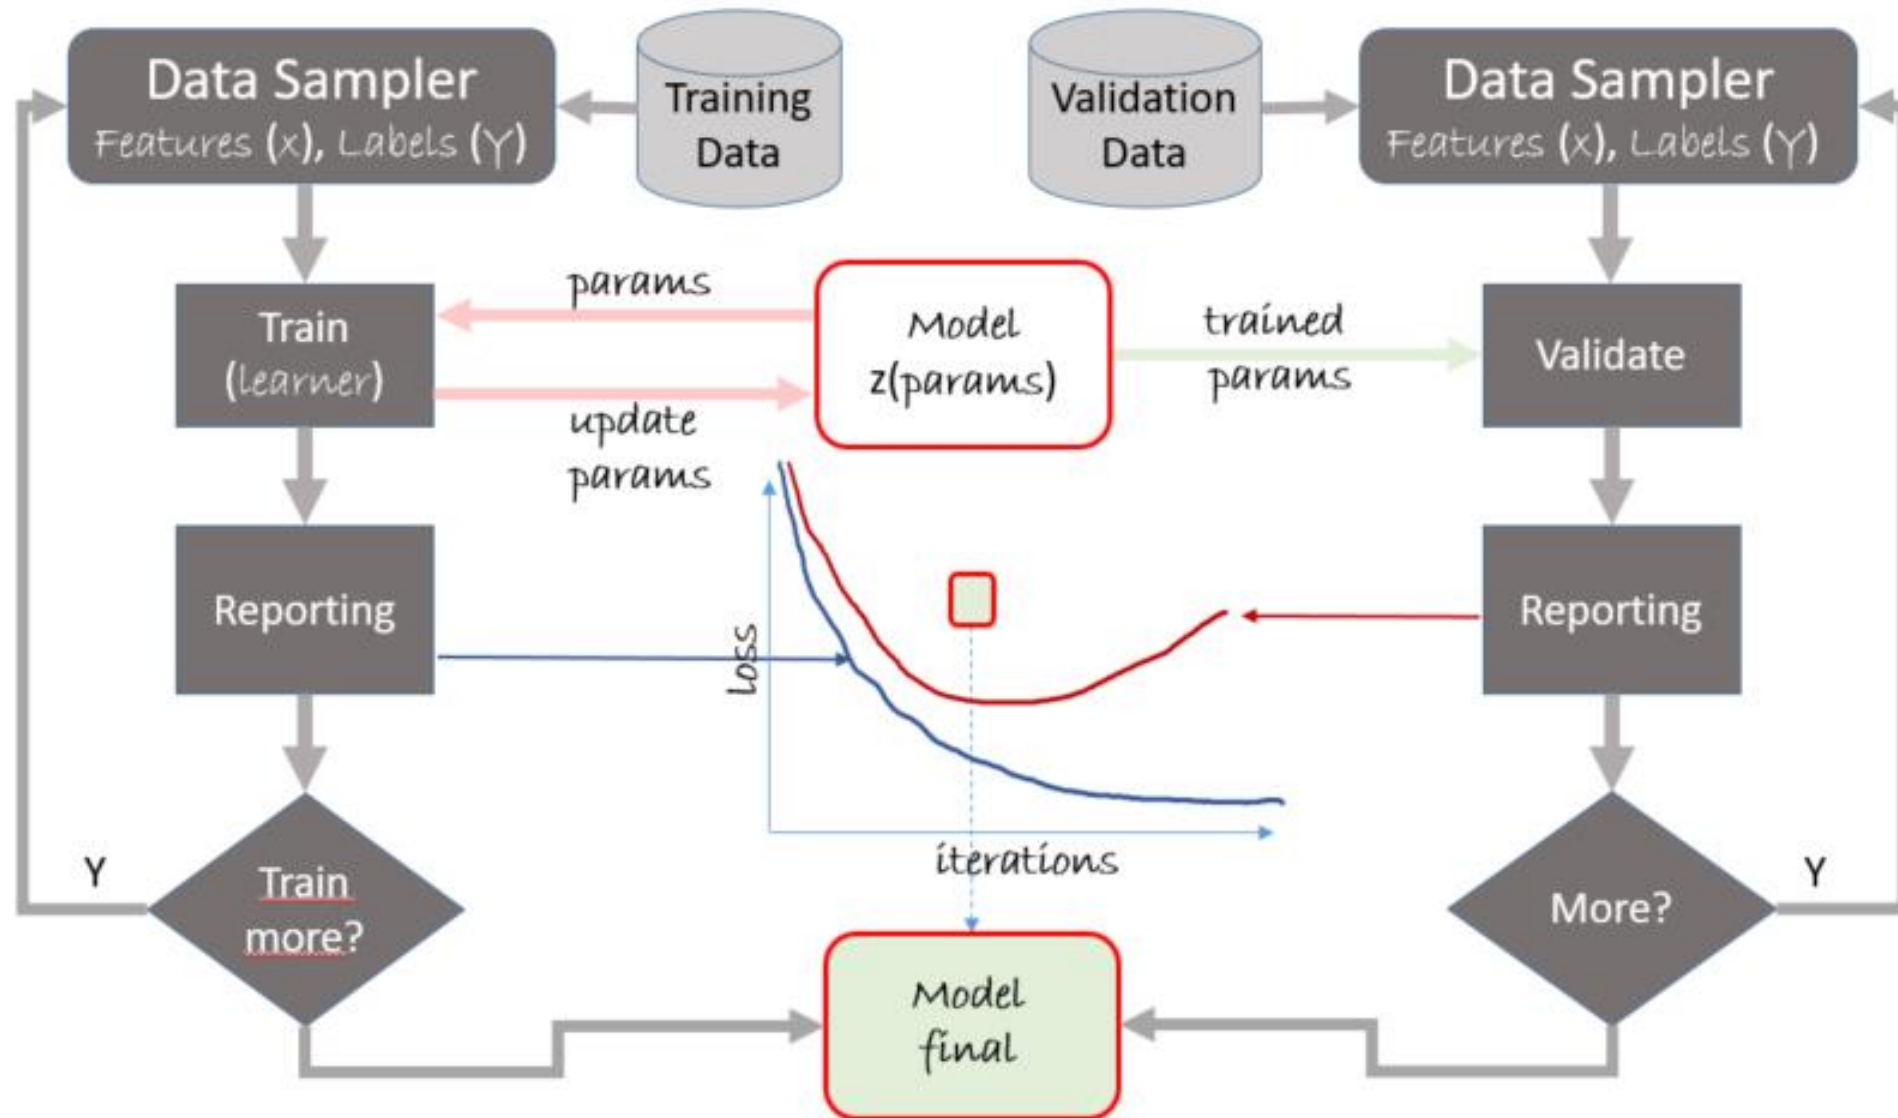 Data Sampler
Features (x), Labels (Y)
Training
Data
Validation
Data
Data Sampler
Features (x), Labels (Y)
Train
(learner)
params
update
params
Model
z(params)
trained
params
Validate
Reporting
loss
iterations
Reporting
Y
Train
more?
More?
Y
Model
final